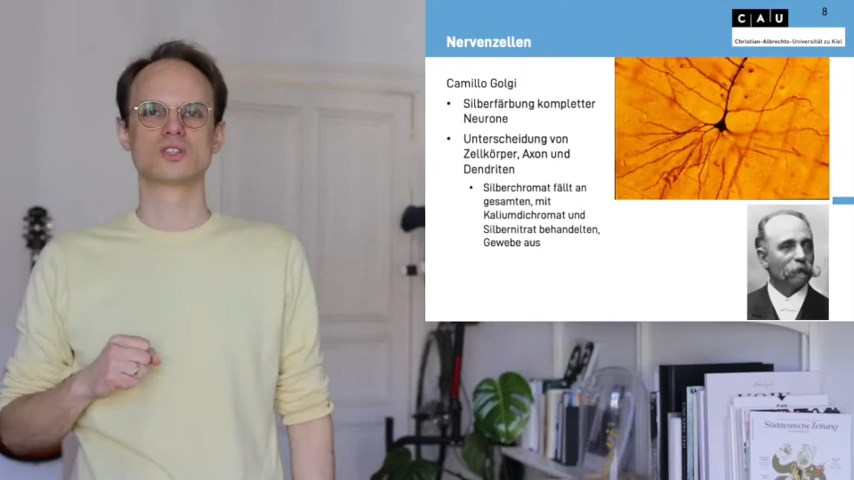 8
C A U
Christian-Albrechts-Universität zu Kiel
Nervenzellen
Camillo Golgi
• Silberfärbung kompletter
Neurone
• Unterscheidung von
Zellkörper, Axon und
Dendriten
• Silberchromat fällt an
gesamten, mit
Kaliumdichromat und
Silbernitrat behandelten,
Gewebe aus
Süddeutsche Zeitung